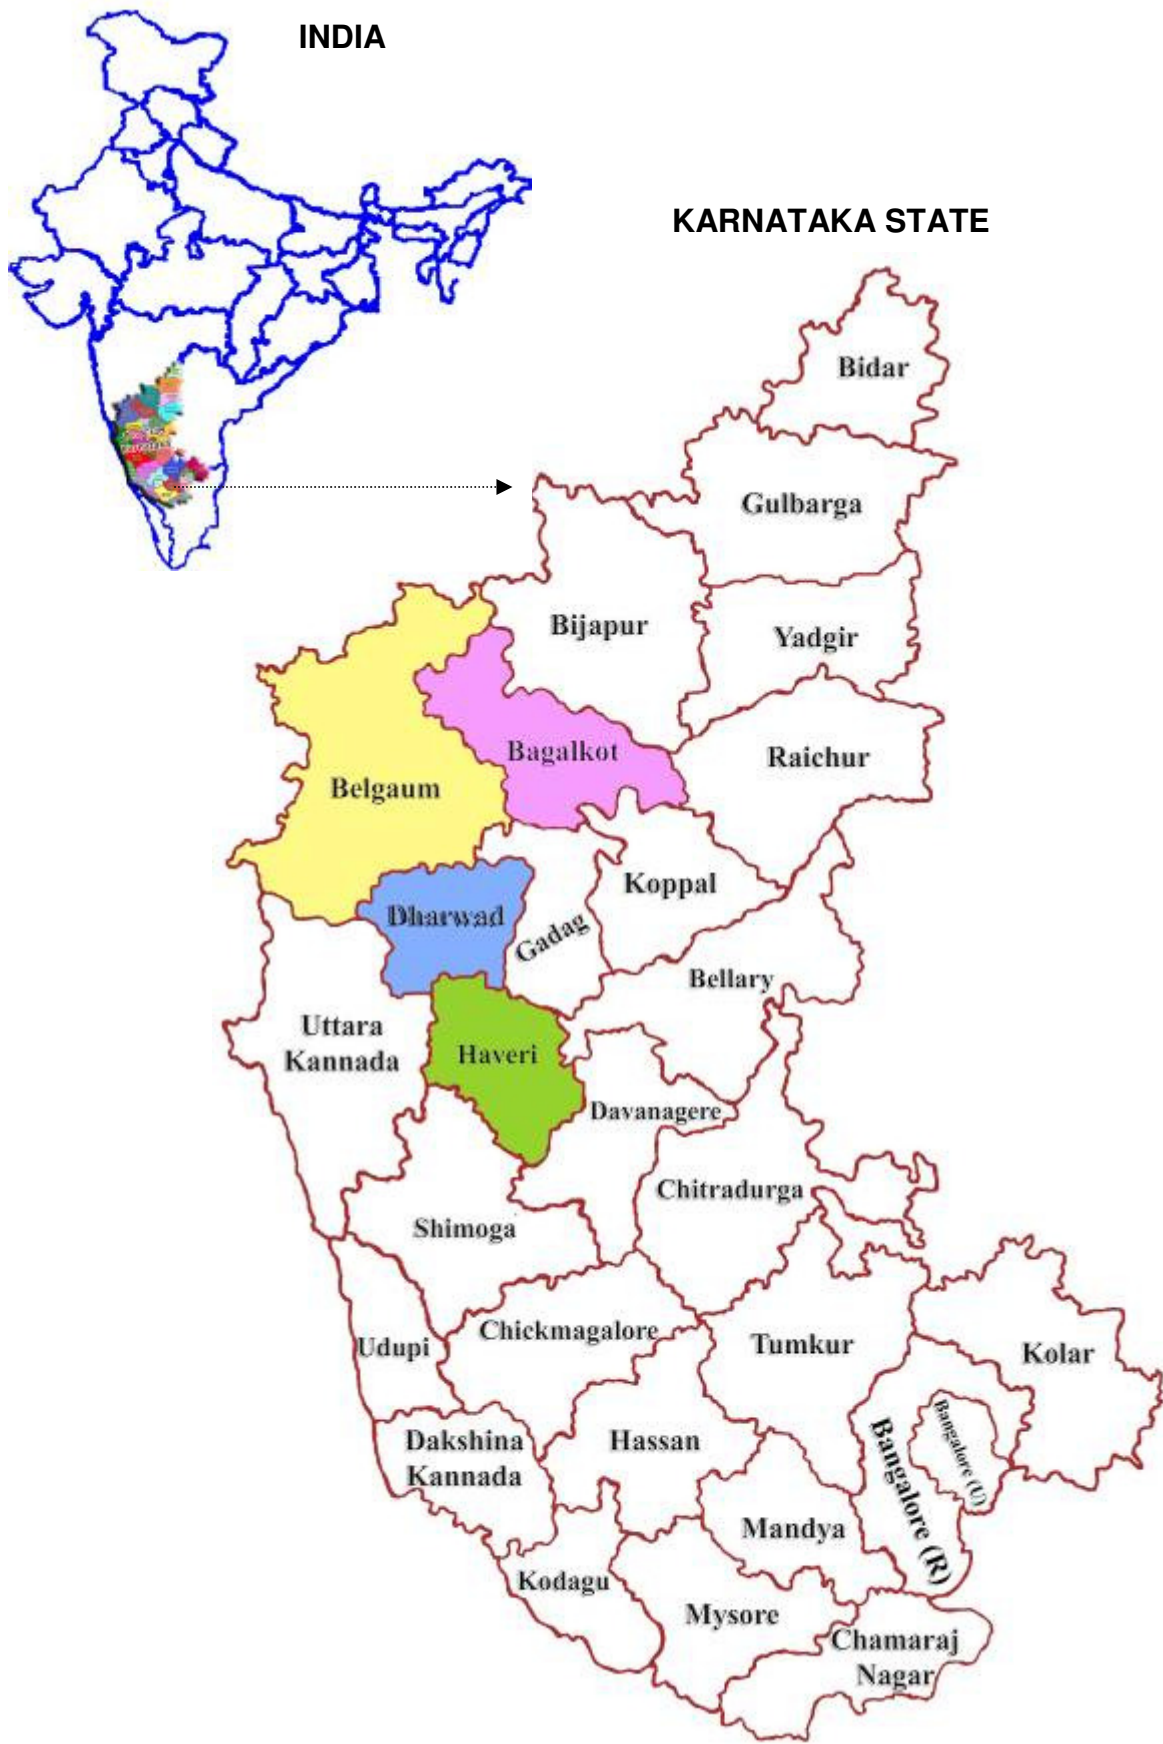 INDIA
KARNATAKA STATE
Bidar
Gulbarga
Bijapur
Yadgir
Bagalkot
Raichur
Belgaum
Koppal
Dharwad
Gadag
Bellary
Uttara
Kannada
Haveri
Davanagere
Chitradurga
Shimoga
Chickmagalore
Udupi
Tumkur
Kolar
Bangalore (U)
Dakshina
Kannada
Hassan
Bangalore (R)
Mandya
Kodagu
Mysore
Chamaraj
Nagar